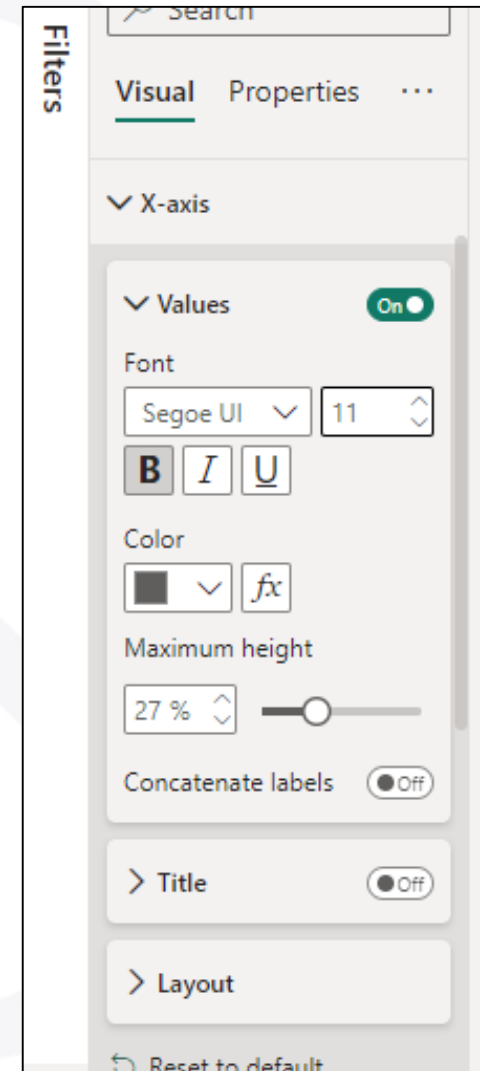 Filters
Search
Visual Properties ...
X-axis
Values On
Font
Segoe UI 11
B I U
Color
fx
Maximum height
27 %
Concatenate labels Off
Title Off
Layout
Reset to default